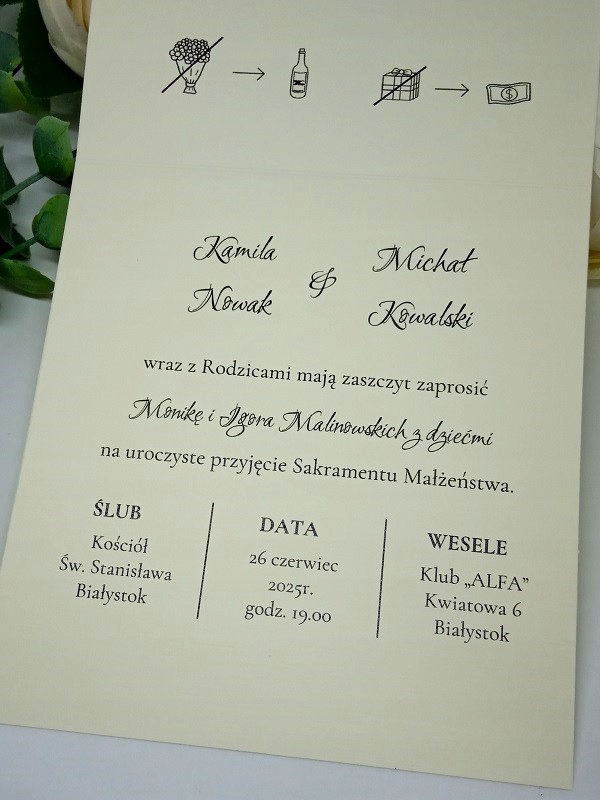 Kamila
Nowak
&
Michał
Kowalski
wraz z Rodzicami mają zaszczyt zaprosić
Monikę i Igora Malinowskich z dziećmi
na uroczyste przyjęcie Sakramentu Małżeństwa.
ŚLUB
Kościół
Św. Stanisława
Białystok
DATA
26 czerwiec
2025r.
godz. 19.00
WESELE
Klub „ALFA”
Kwiatowa 6
Białystok